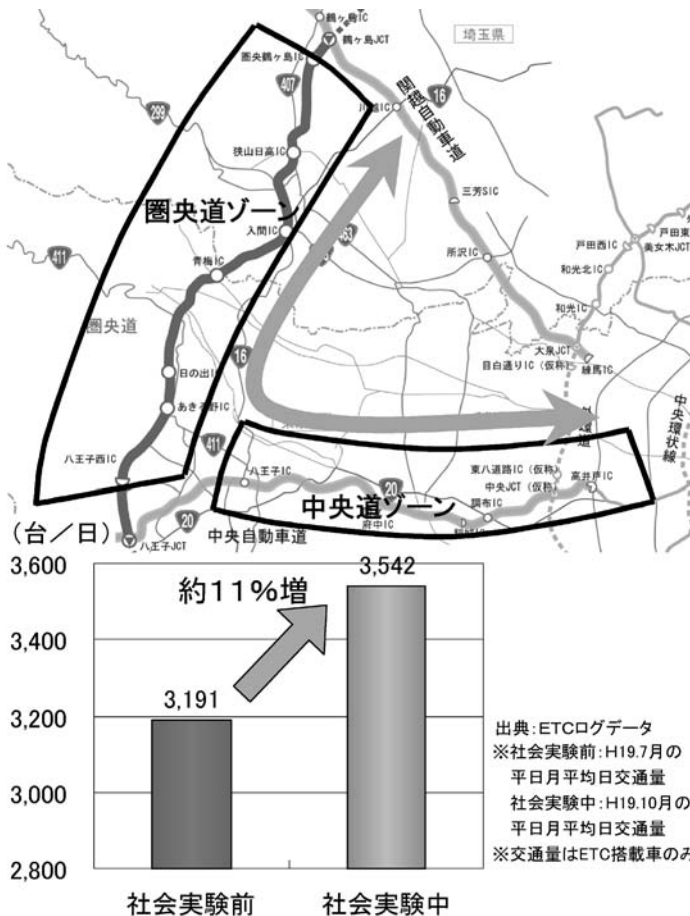 鶴ヶ島IC
鶴ヶ島JCT
埼玉県
圏央鶴ヶ島IC
407
関越自動車道
16
299
狭山日高IC
三芳SIC
圏央道ゾーン
入間IC
戸田東
戸田西IC
美女木JCT
所沢IC
411
青梅IC
和光北IC
圏央道
和光IC
大泉JCT
16
目白通りIC(仮称)
練馬IC
日の出IC
あきる野IC
中央環状線
411
八王子西IC
八王子IC
東八道路IC(仮称)
高井戸IC
中央JCT(仮称)
20
中央道ゾーン
調布IC
府中IC
20
中央自動車道
八王子JCT
(台/日)
3,600
3,542
約11%増
3,400
3,191
3,200
3,000
2,800
社会実験前
社会実験中
出典:ETCログデータ
※社会実験前:H19.7月の
平日月平均日交通量
社会実験中:H19.10月の
平日月平均日交通量
※交通量はETC搭載車のみ